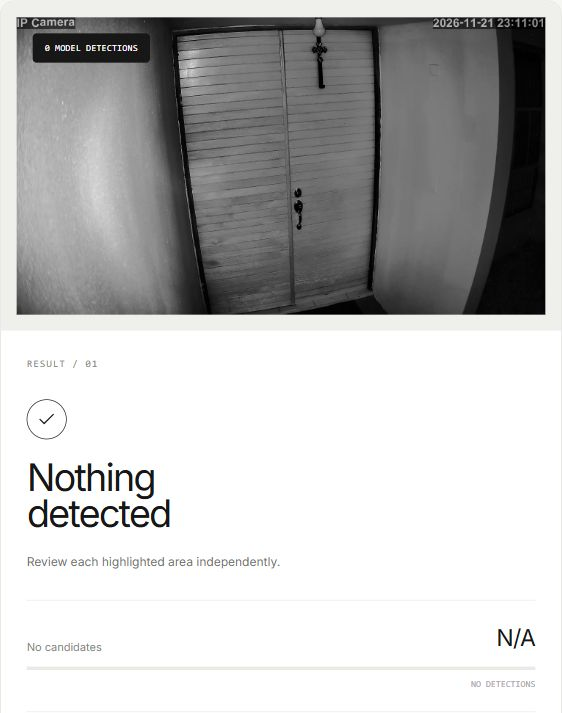 IP Camera
2026-11-21 23:11:01
0 MODEL DETECTIONS
RESULT / 01
Nothing
detected
Review each highlighted area independently.
N/A
No candidates
NO DETECTIONS